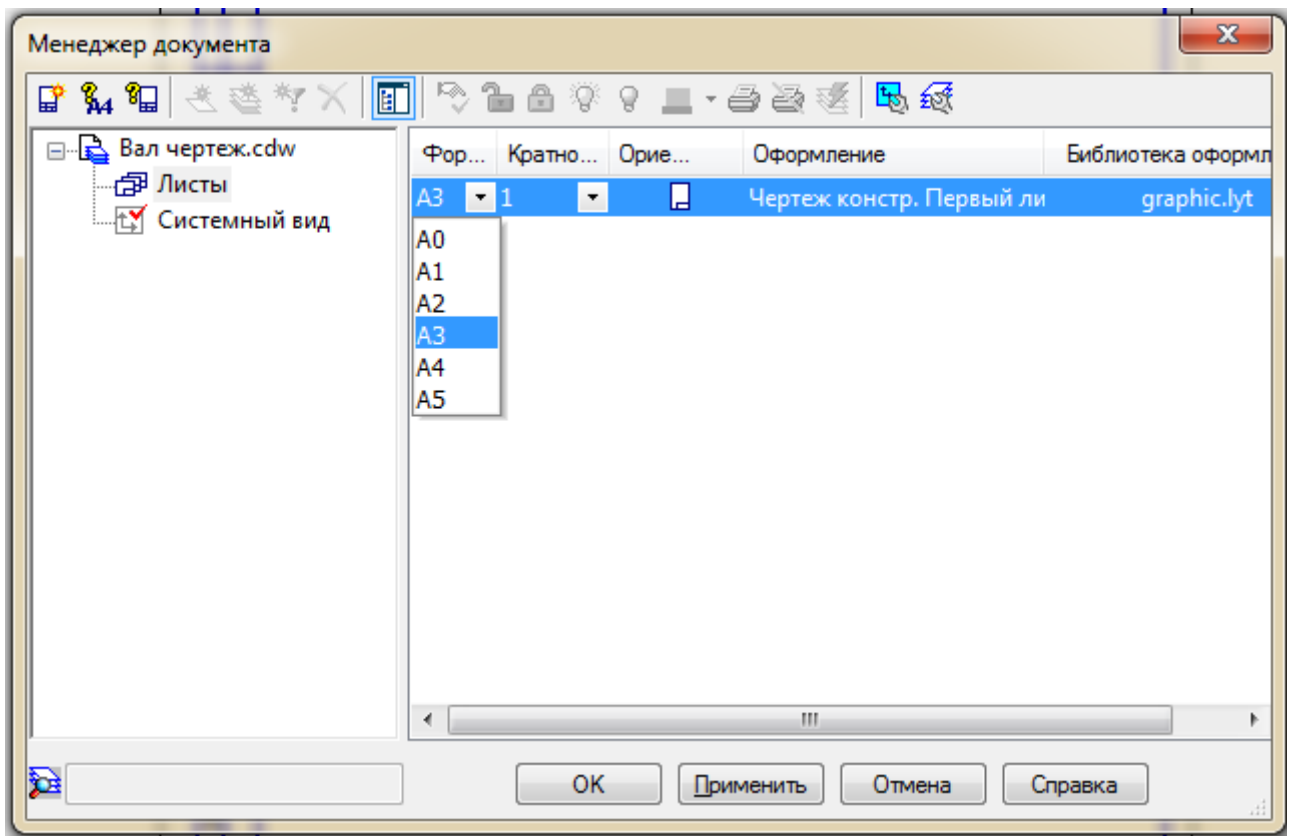 Менеджер документа
A4
Вал чертеж.cdw
Листы
Системный вид
Фор... Кратно... Орие... Оформление Библиотека оформл
A3 1 Чертеж констр. Первый ли graphic.lyt
A0
A1
A2
A3
A4
A5
OK Применить Отмена Справка